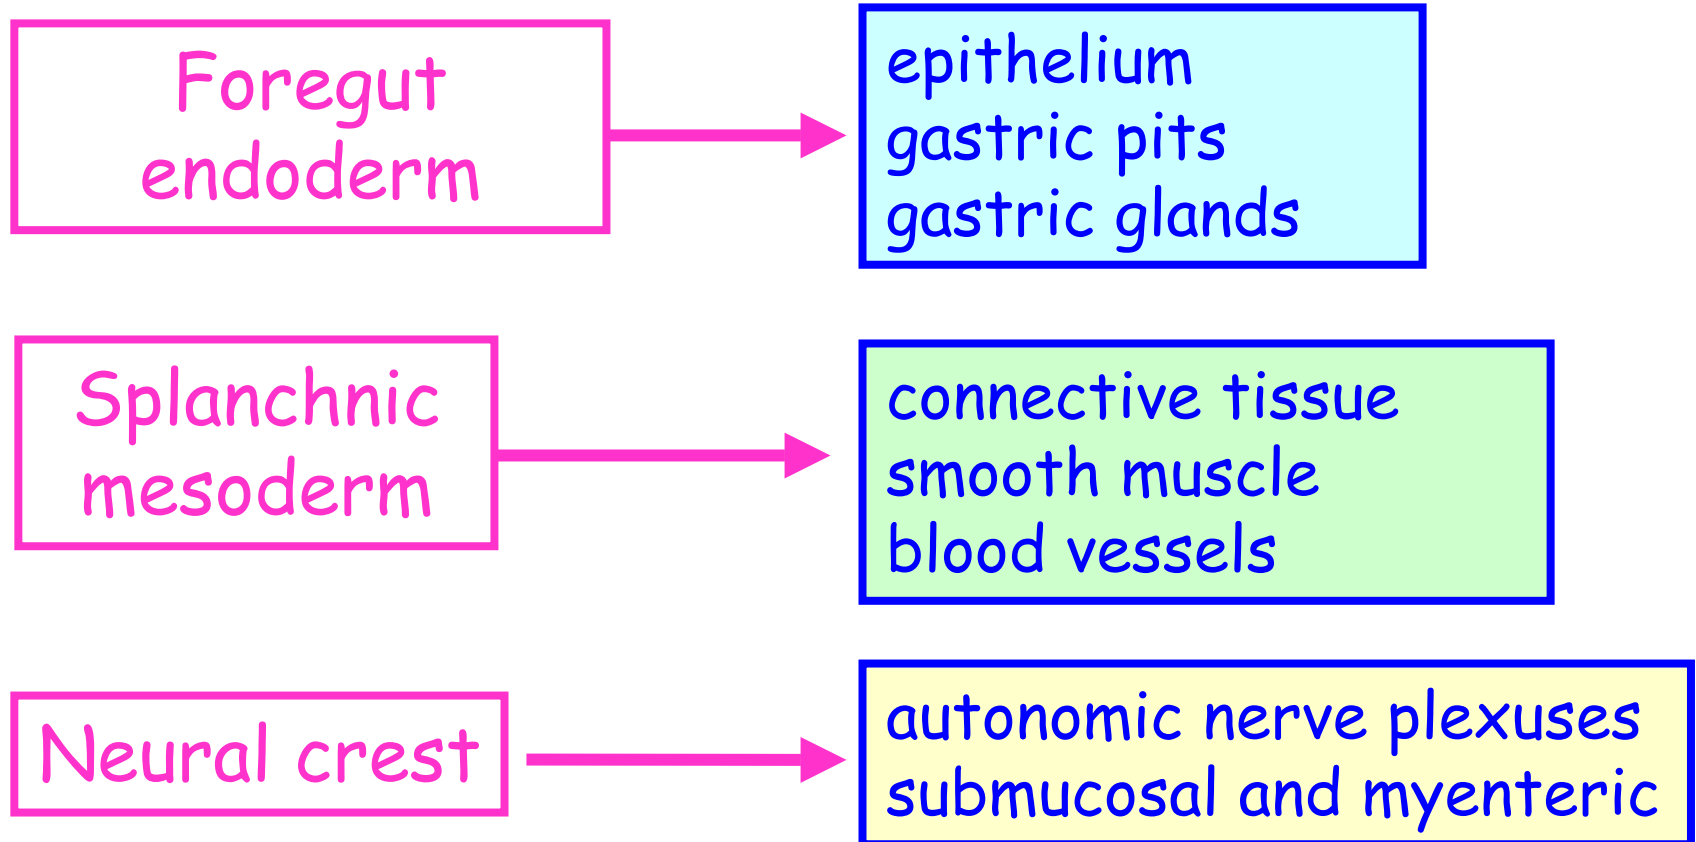 Foregut
endoderm
epithelium
gastric pits
gastric glands
Splanchnic
mesoderm
connective tissue
smooth muscle
blood vessels
Neural crest
autonomic nerve plexuses
submucosal and myenteric